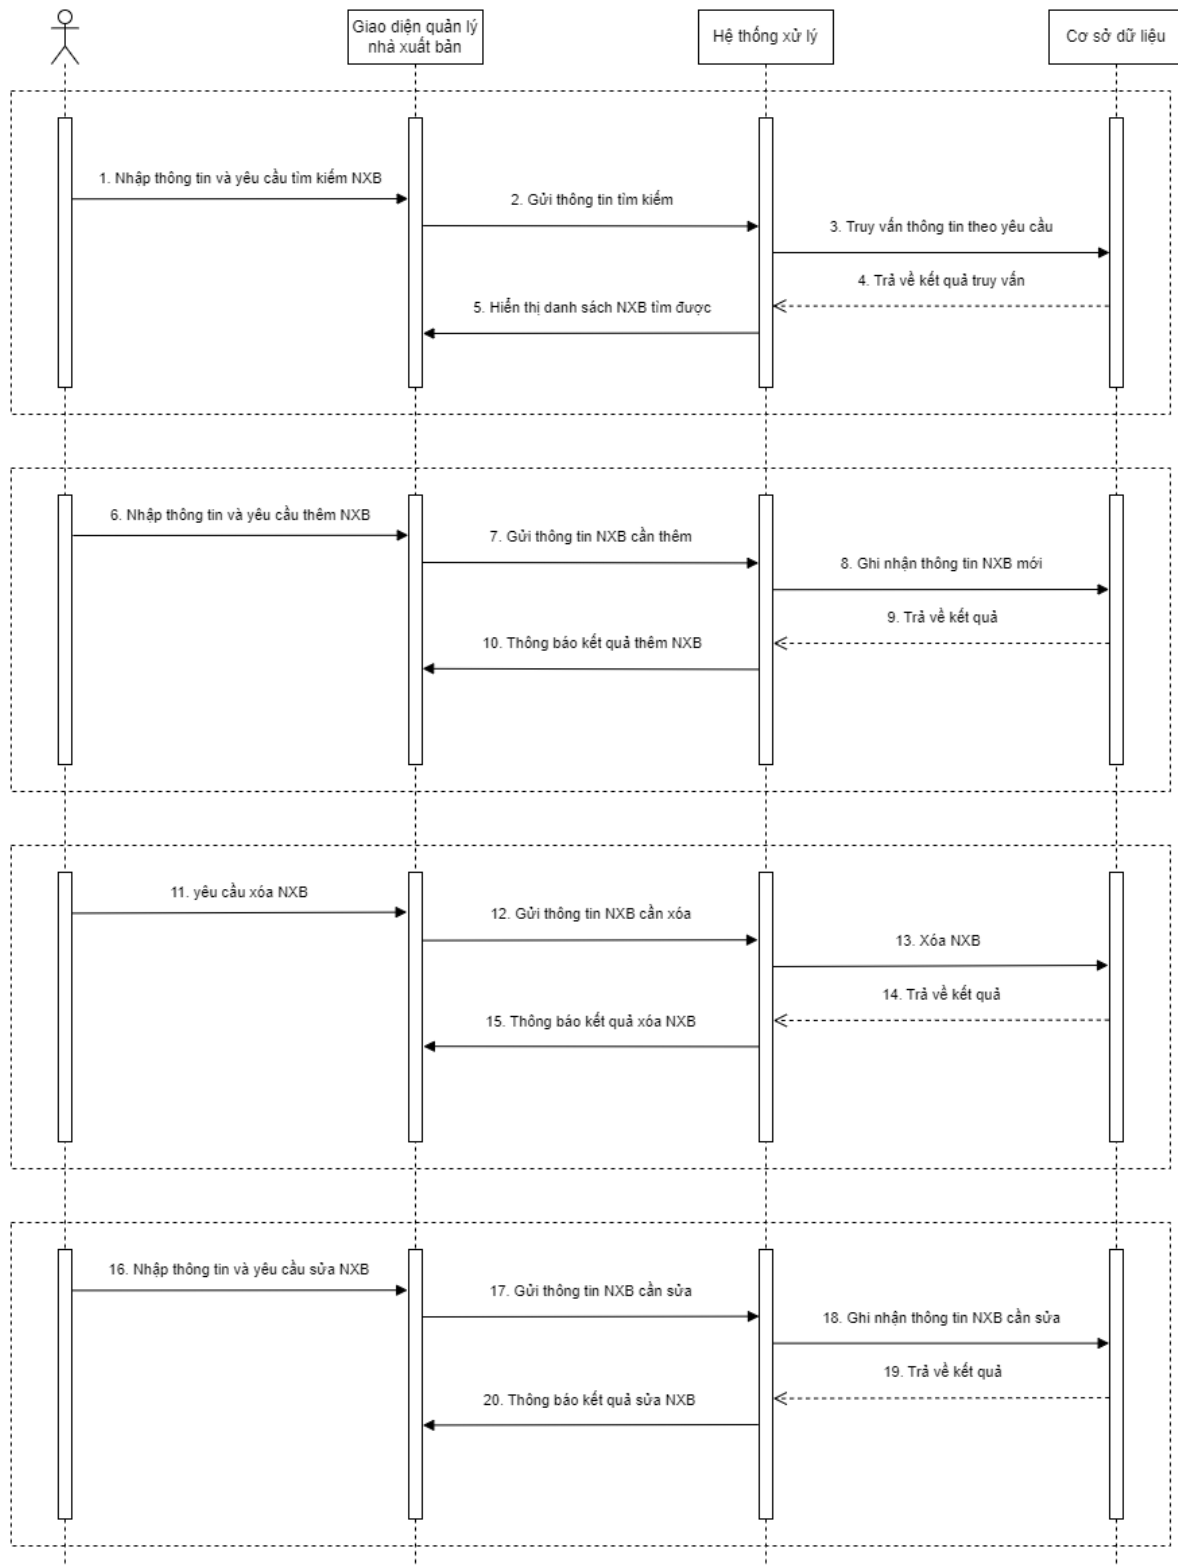 Giao diện quản lý
nhà xuất bản
Hệ thống xử lý
Cơ sở dữ liệu
1. Nhập thông tin và yêu cầu tìm kiếm NXB
2. Gửi thông tin tìm kiếm
3. Truy vấn thông tin theo yêu cầu
4. Trả về kết quả truy vấn
5. Hiển thị danh sách NXB tìm được
6. Nhập thông tin và yêu cầu thêm NXB
7. Gửi thông tin NXB cần thêm
8. Ghi nhận thông tin NXB mới
9. Trả về kết quả
10. Thông báo kết quả thêm NXB
11. yêu cầu xóa NXB
12. Gửi thông tin NXB cần xóa
13. Xóa NXB
14. Trả về kết quả
15. Thông báo kết quả xóa NXB
16. Nhập thông tin và yêu cầu sửa NXB
17. Gửi thông tin NXB cần sửa
18. Ghi nhận thông tin NXB cần sửa
19. Trả về kết quả
20. Thông báo kết quả sửa NXB